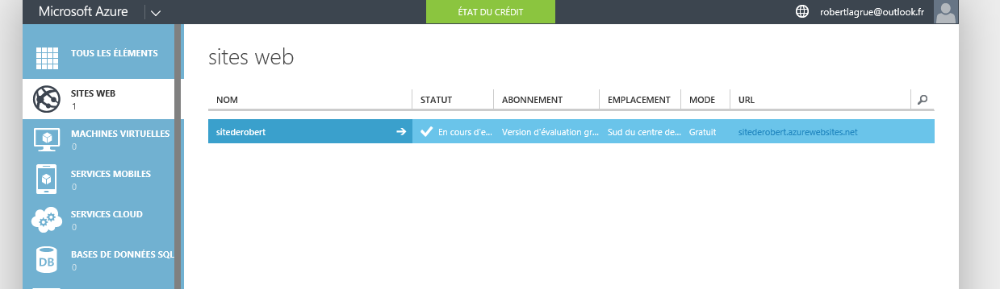 Microsoft Azure
ÉTAT DU CRÉDIT
robertlagrue@outlook.fr
TOUS LES ÉLÉMENTS
SITES WEB
1
MACHINES VIRTUELLES
0
SERVICES MOBILES
0
SERVICES CLOUD
0
BASES DE DONNÉES SQL
0
DB
sites web
NOM STATUT ABONNEMENT EMPLACEMENT MODE URL
sitederobert En cours d'e... Version d'évaluation gr... Sud du centre de... Gratuit sitederobert.azurewebsites.net